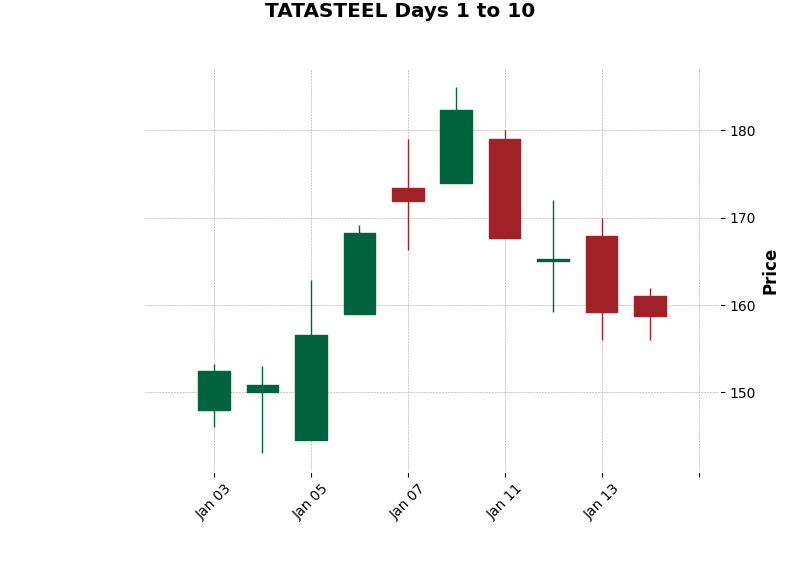 TATASTEEL Days 1 to 10
180
170
160
150
Price
Jan 03
Jan 05
Jan 07
Jan 11
Jan 13